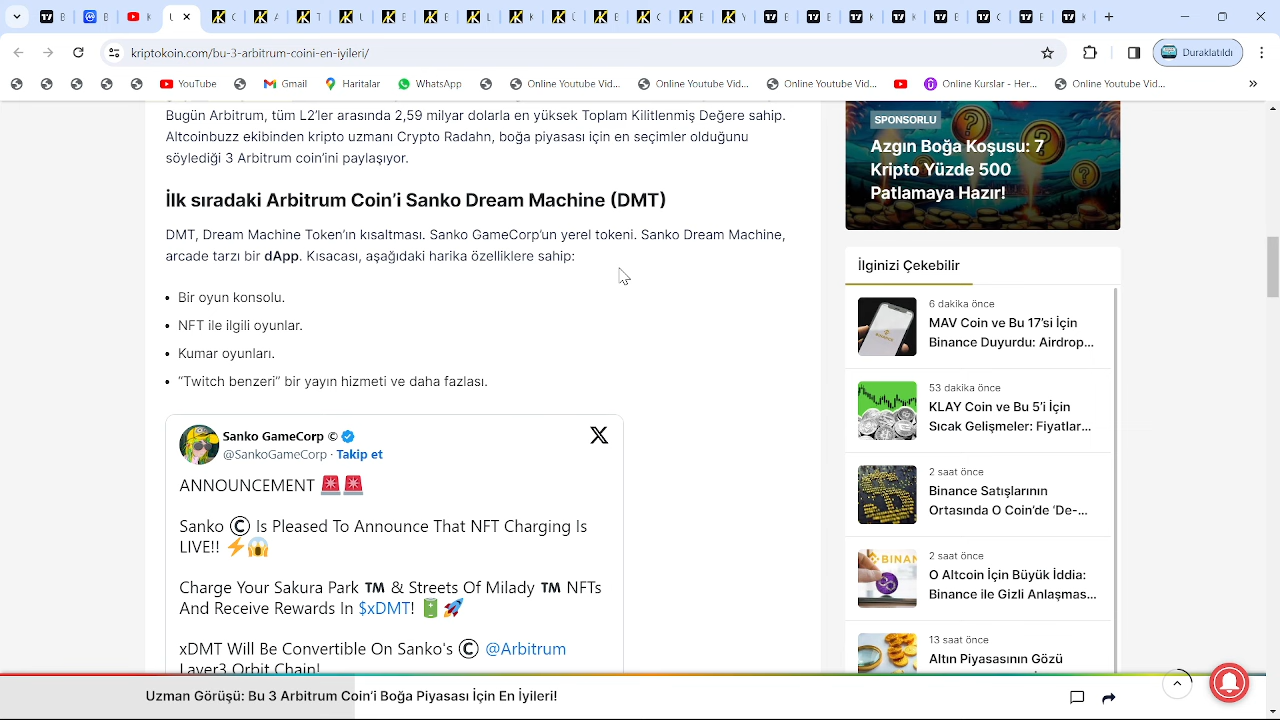 kriptokoin.com/bu-3-arbitrum-coini-en-iyileri/
Duraklatıldı
YouTube
Gmail
Haritalar
WhatsApp
Online Youtube Vid...
Online Youtube Vid...
Online Youtube Vid...
Online Kurslar - Her...
Online Youtube Vid...
Bugün Arbitrum, tüm L2’ler arasında 2,59 milyar dolarla en yüksek Toplam Kilitlenmiş Değere sahip.
Altcoinbuzz ekibinden kripto uzmanı Crypto Radahn, boğa piyasası için en seçimler olduğunu
söylediği 3 Arbitrum coin’ini paylaşıyor.
İlk sıradaki Arbitrum Coin’i Sanko Dream Machine (DMT)
DMT, Dream Machine Token’ın kısaltması. Sanko GameCorp’un yerel tokeni. Sanko Dream Machine,
arcade tarzı bir dApp. Kısacası, aşağıdaki harika özelliklere sahip:
• Bir oyun konsolu.
• NFT ile ilgili oyunlar.
• Kumar oyunları.
• “Twitch benzeri” bir yayın hizmeti ve daha fazlası.
Sanko GameCorp ©
@SankoGameCorp · Takip et
ANNOUNCEMENT 🚨🚨
Sanko ©️ Is Pleased To Announce That NFT Charging Is
LIVE!! ⚡😱
Charge Your Sakura Park ™️ & Streets Of Milady ™️ NFTs
And Receive Rewards In $xDMT! 🔋🚀
xDMT Will Be Convertible On Sanko's ©️ @Arbitrum
Layer3 Orbit Chain!
SPONSORLU
Azgın Boğa Koşusu: 7
Kripto Yüzde 500
Patlamaya Hazır!
İlginizi Çekebilir
6 dakika önce
MAV Coin ve Bu 17’si İçin
Binance Duyurdu: Airdrop...
53 dakika önce
KLAY Coin ve Bu 5’i İçin
Sıcak Gelişmeler: Fiyatlar...
2 saat önce
Binance Satışlarının
Ortasında O Coin’de ‘De-...
2 saat önce
O Altcoin İçin Büyük İddia:
Binance ile Gizli Anlaşmas...
13 saat önce
Altın Piyasasının Gözü
Uzman Görüşü: Bu 3 Arbitrum Coin’i Boğa Piyasası İçin En İyileri!